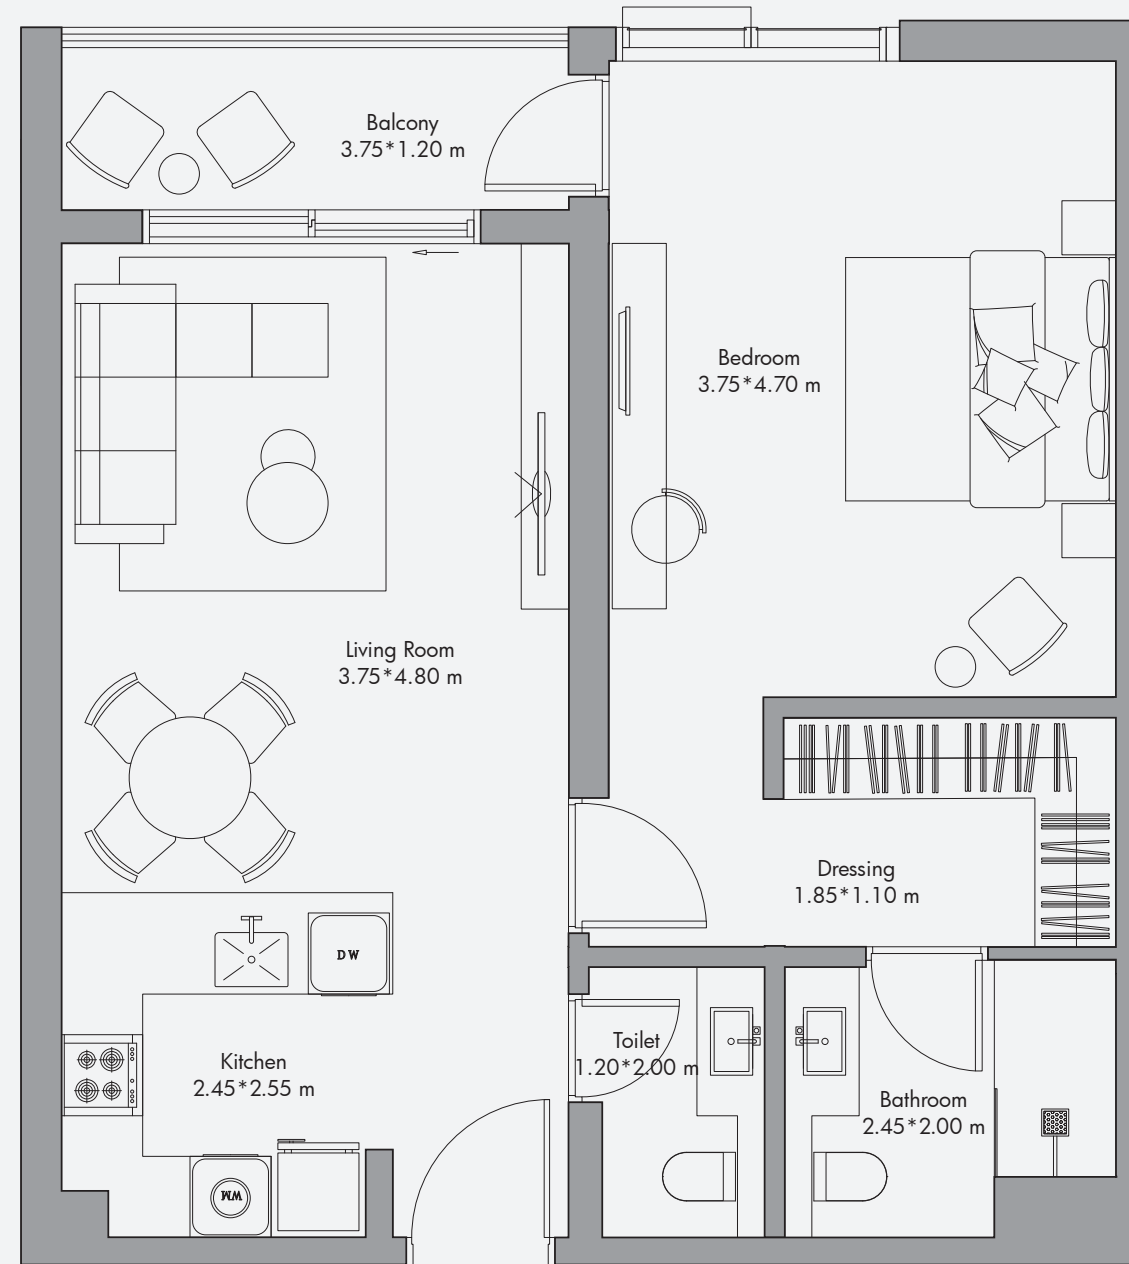 Balcony
3.75*1.20 m
Bedroom
3.75*4.70 m
Living Room
3.75*4.80 m
Dressing
1.85*1.10 m
DW
Toilet
1.20*2.00 m
Kitchen
2.45*2.55 m
Bathroom
2.45*2.00 m
WM